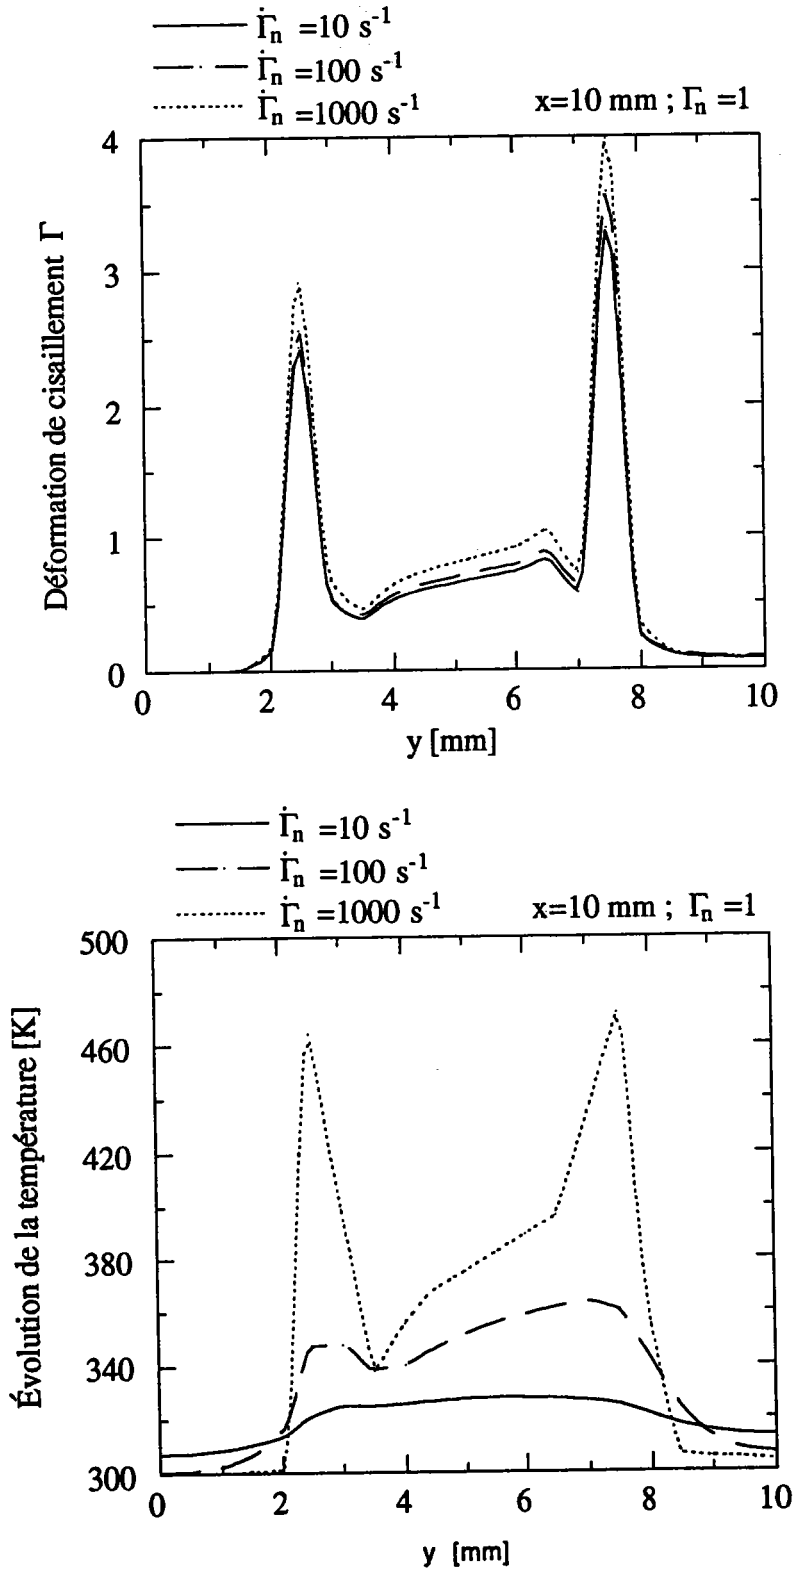 Γ̇n =10 s-1
Γ̇n =100 s-1
Γ̇n =1000 s-1
x=10 mm ; Γn =1
Déformation de cisaillement Γ
4
3
2
1
0
0 2 4 6 8 10
y [mm]
Γ̇n =10 s-1
Γ̇n =100 s-1
Γ̇n =1000 s-1
x=10 mm ; Γn =1
Évolution de la température [K]
500
460
420
380
340
300
0 2 4 6 8 10
y [mm]